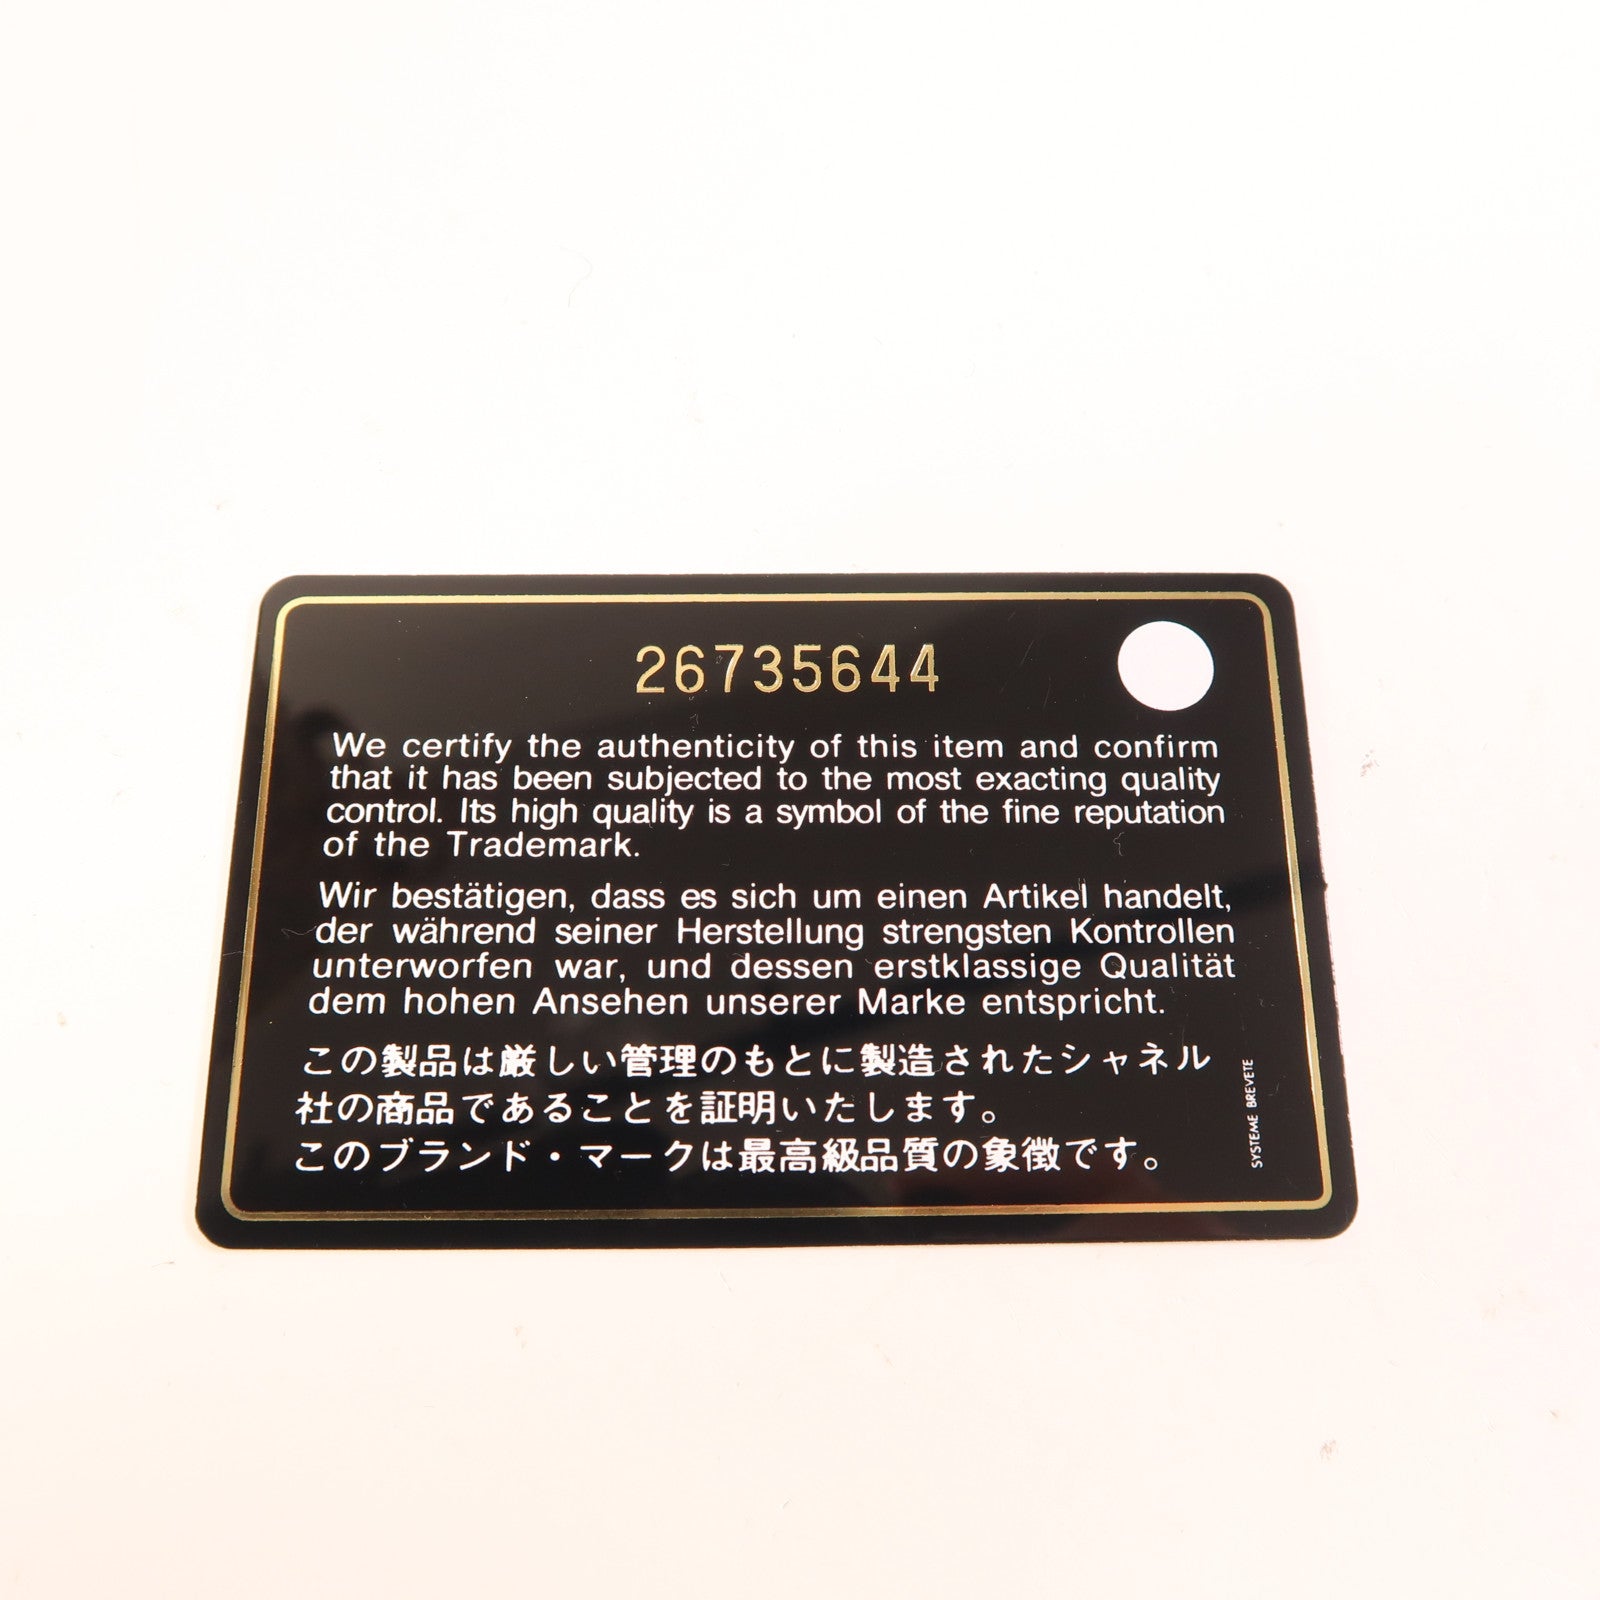 26735644
We certify the authenticity of this item and confirm
that it has been subjected to the most exacting quality
control. Its high quality is a symbol of the fine reputation
of the Trademark.
Wir bestätigen, dass es sich um einen Artikel handelt,
der während seiner Herstellung strengsten Kontrollen
unterworfen war, und dessen erstklassige Qualität
dem hohen Ansehen unserer Marke entspricht.
この製品は厳しい管理のもとに製造されたシャネル
社の商品であることを証明いたします。
このブランド・マークは最高級品質の象徴です。
SYSTEME BREVETE